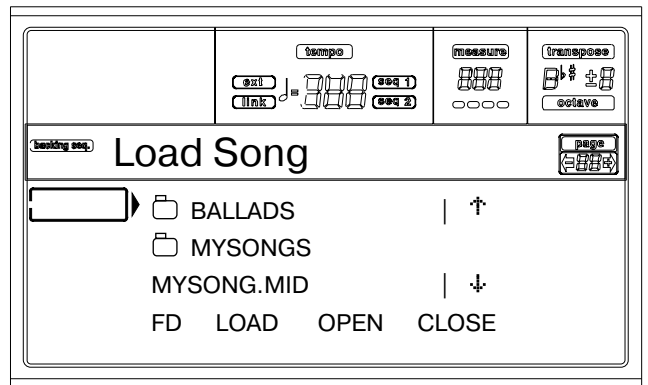 tempo measure transpose
ext seq 1
link seq 2 octave
backing seq. Load Song page
BALLADS
MYSONGS
MYSONG.MID
FD LOAD OPEN CLOSE